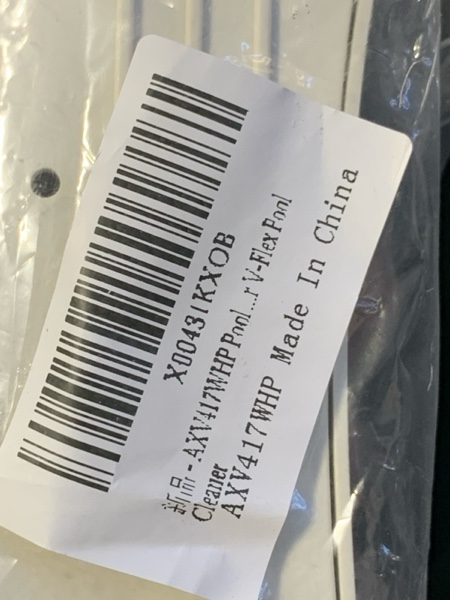 X00431KXOB
新品 - AXV417WHP Pool...r V-Flex Pool
Cleaner
AXV417WHP Made In China